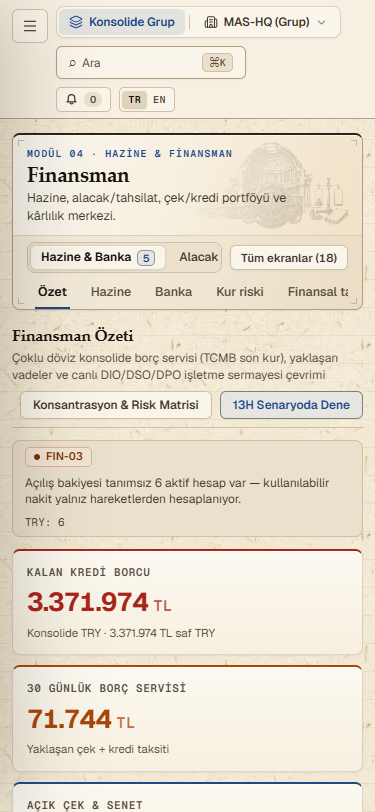 Konsolide Grup
MAS-HQ (Grup)
Ara
⌘K
0
TR EN
MODÜL 04 · HAZİNE & FİNANSMAN
Finansman
Hazine, alacak/tahsilat, çek/kredi portföyü ve
kârlılık merkezi.
Hazine & Banka 5
Alacak
Tüm ekranlar (18)
Özet Hazine Banka Kur riski Finansal ta
Finansman Özeti
Çoklu döviz konsolide borç servisi (TCMB son kur), yaklaşan
vadeler ve canlı DIO/DSO/DPO işletme sermayesi çevrimi
Konsantrasyon & Risk Matrisi
13H Senaryoda Dene
FIN-03
Açılış bakiyesi tanımsız 6 aktif hesap var — kullanılabilir
nakit yalnız hareketlerden hesaplanıyor.
TRY: 6
KALAN KREDİ BORCU
3.371.974 TL
Konsolide TRY · 3.371.974 TL saf TRY
30 GÜNLÜK BORÇ SERVİSİ
71.744 TL
Yaklaşan çek + kredi taksiti
AÇIK ÇEK & SENET